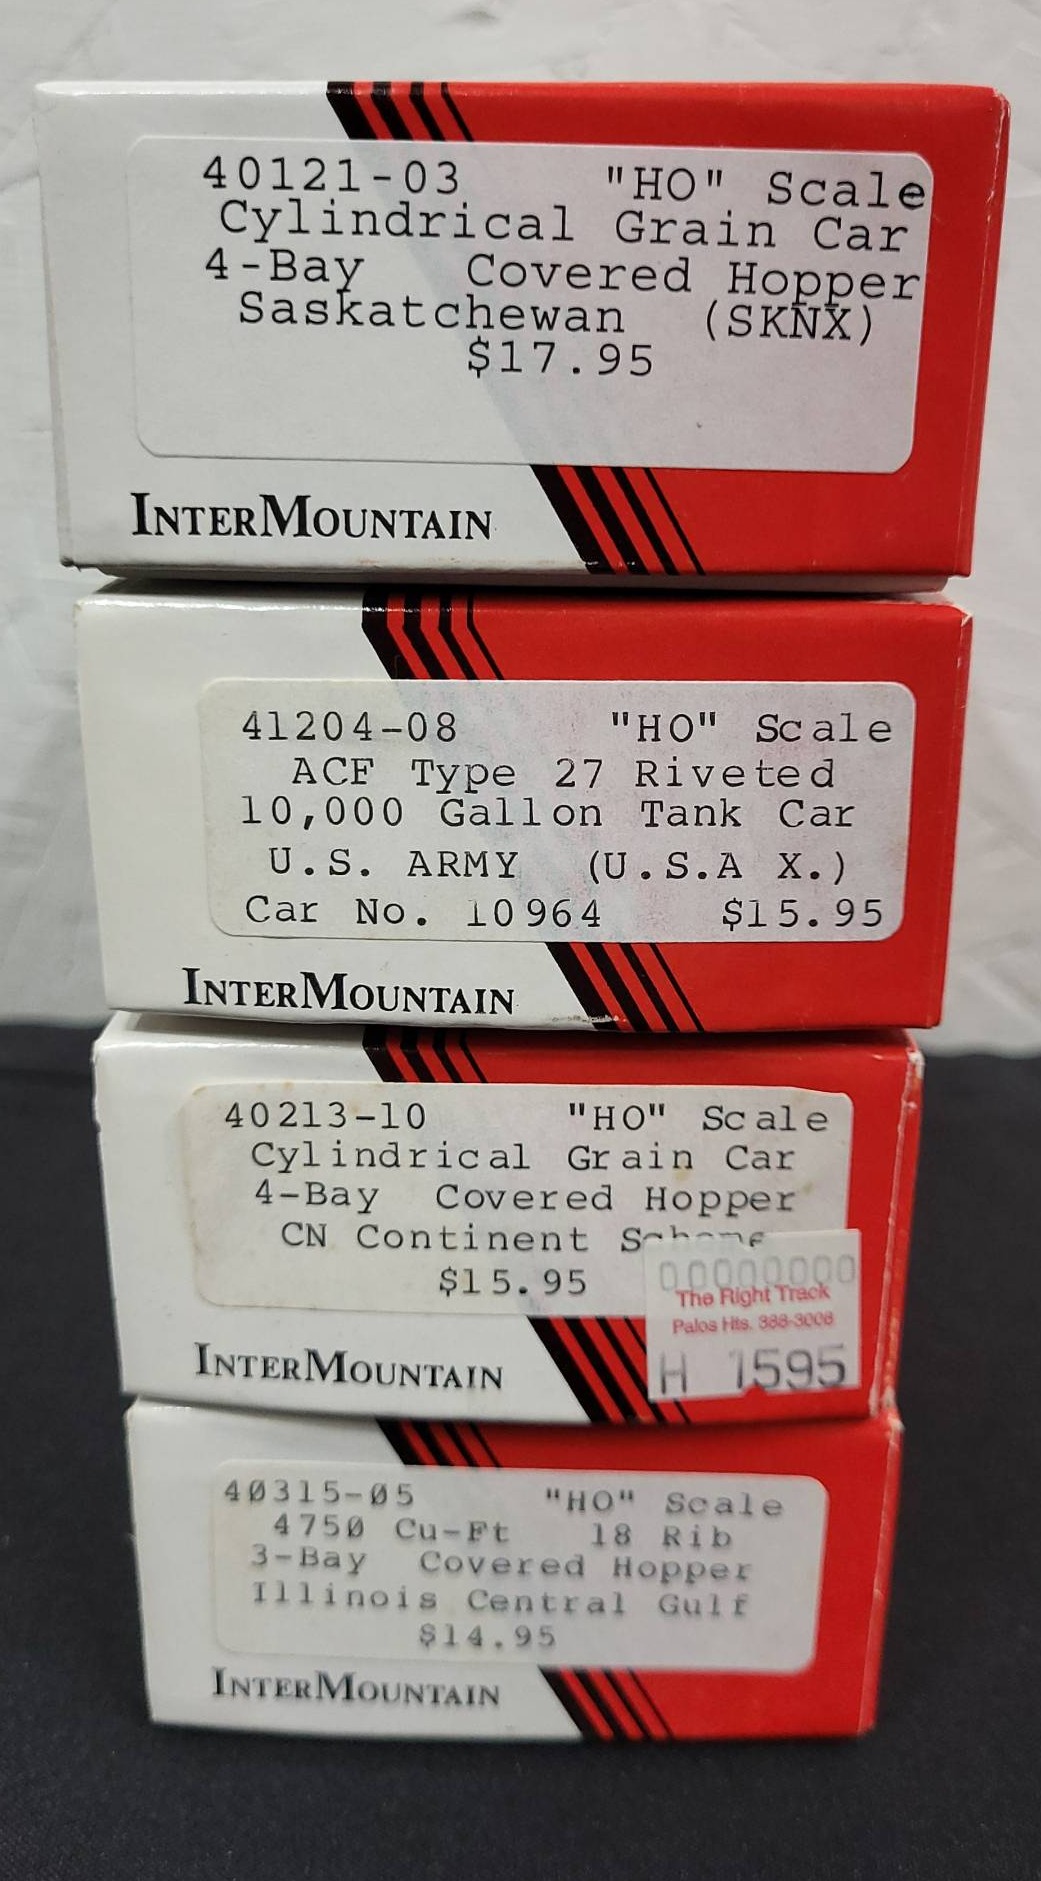 40121-03 "HO" Scale
Cylindrical Grain Car
4-Bay Covered Hopper
Saskatchewan (SKNX)
$17.95
INTERMOUNTAIN
41204-08 "HO" Scale
ACF Type 27 Riveted
10,000 Gallon Tank Car
U.S. ARMY (U.S.A X.)
Car No. 10964 $15.95
INTERMOUNTAIN
40213-10 "HO" Scale
Cylindrical Grain Car
4-Bay Covered Hopper
CN Continent Scheme
$15.95
00000000
The Right Track
Palos Hts. 388-3008
H 1595
INTERMOUNTAIN
40315-05 "HO" Scale
4750 Cu-Ft 18 Rib
3-Bay Covered Hopper
Illinois Central Gulf
$14.95
INTERMOUNTAIN